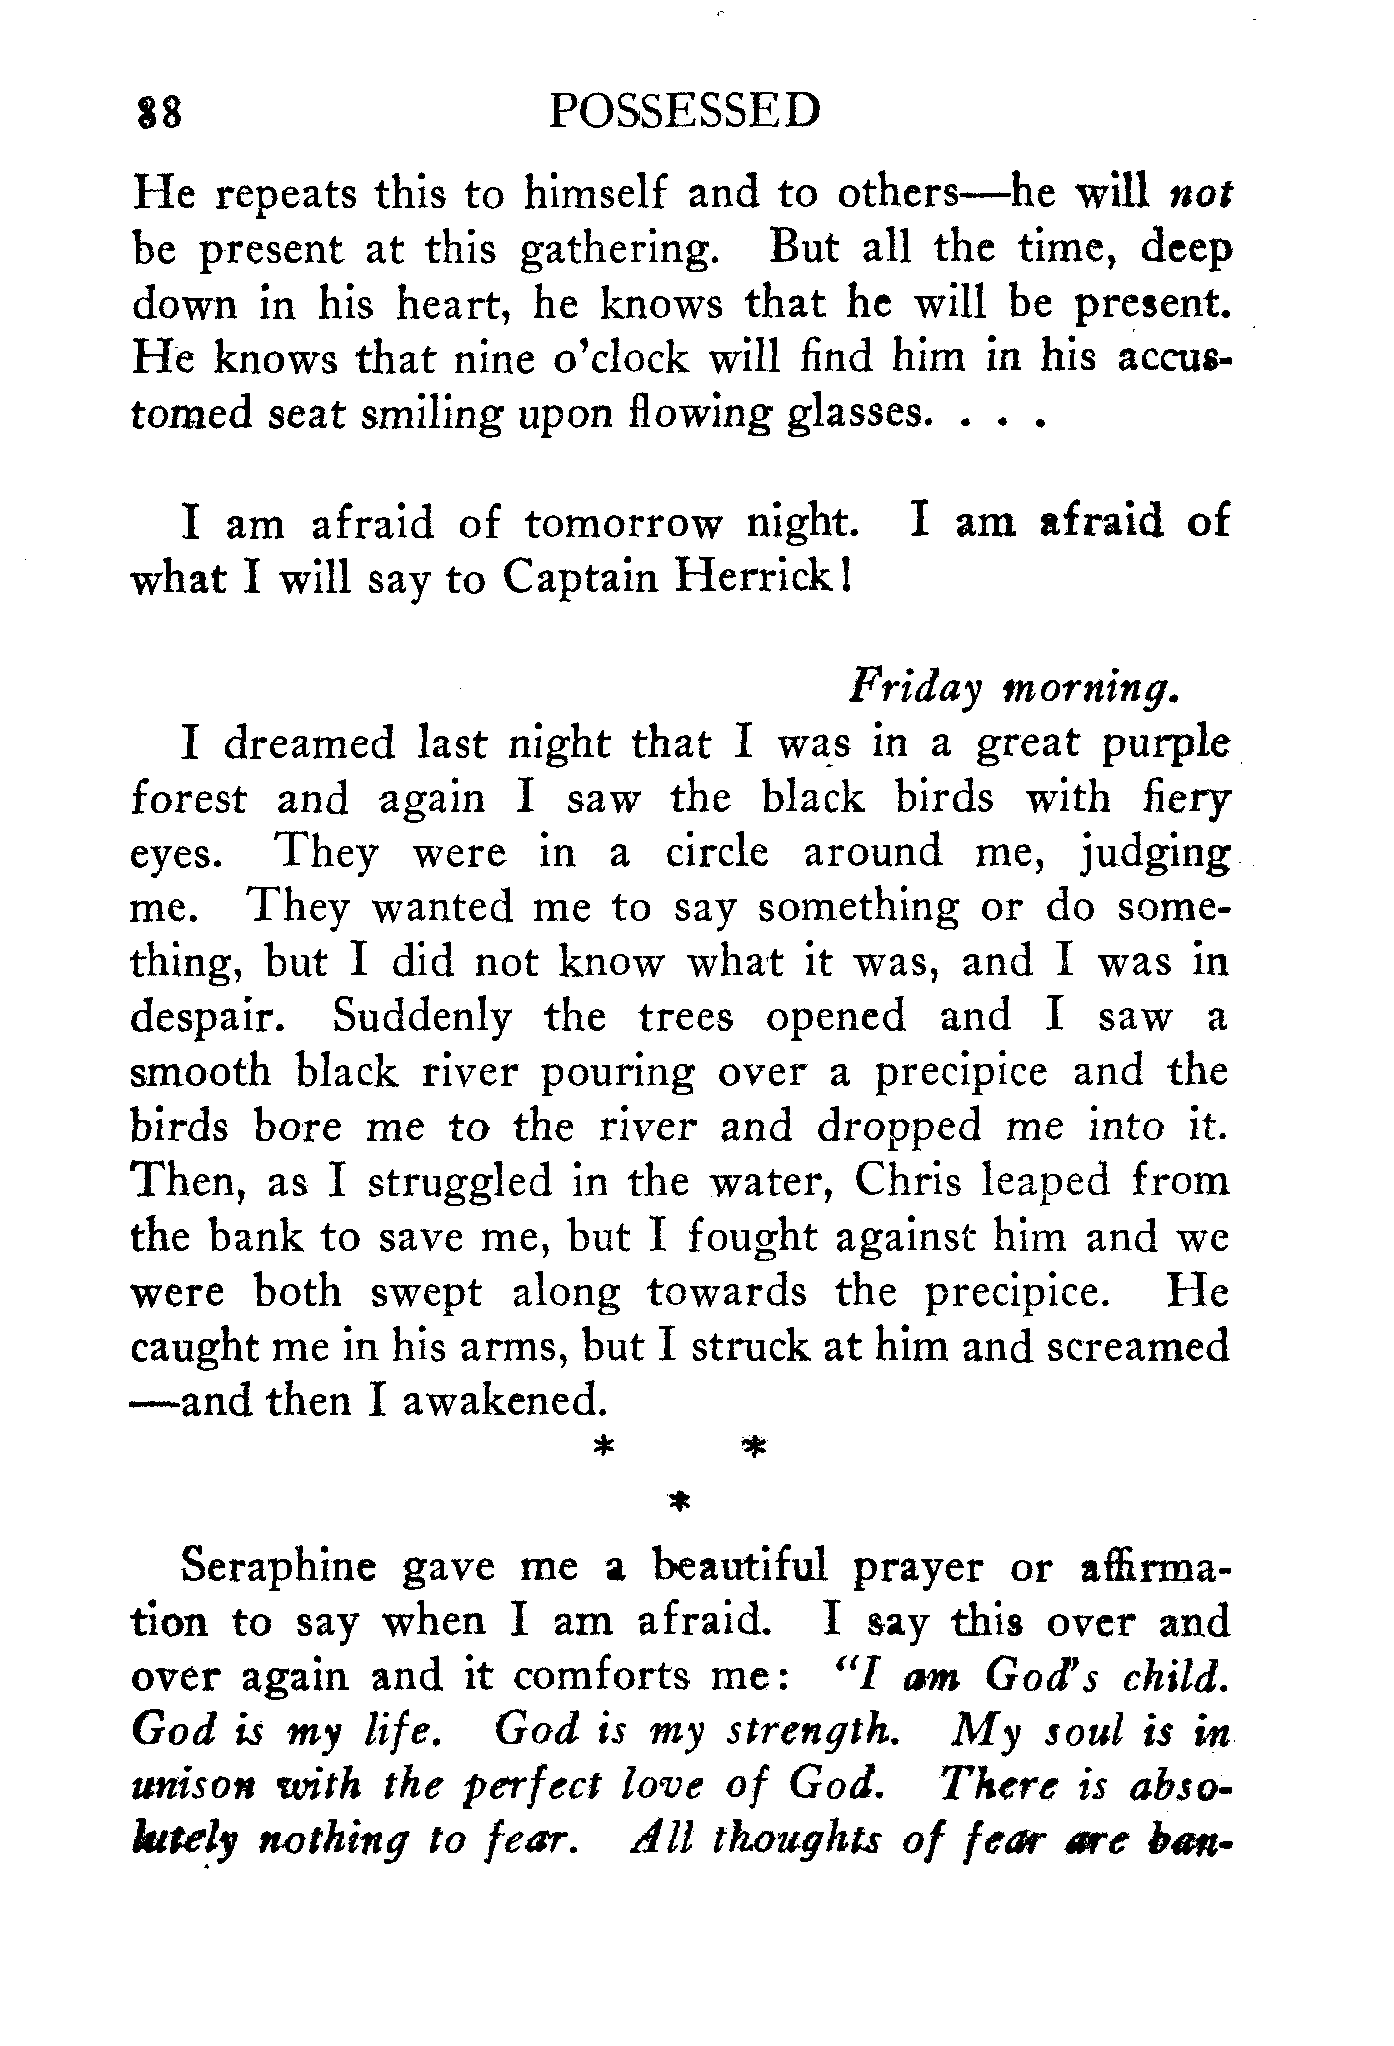 88 POSSESSED
He repeats this to himself and to others—he will not
be present at this gathering. But all the time, deep
down in his heart, he knows that he will be present.
He knows that nine o'clock will find him in his accus-
tomed seat smiling upon flowing glasses. . . .
I am afraid of tomorrow night. I am afraid of
what I will say to Captain Herrick!
Friday morning.
I dreamed last night that I was in a great purple
forest and again I saw the black birds with fiery
eyes. They were in a circle around me, judging
me. They wanted me to say something or do some-
thing, but I did not know what it was, and I was in
despair. Suddenly the trees opened and I saw a
smooth black river pouring over a precipice and the
birds bore me to the river and dropped me into it.
Then, as I struggled in the water, Chris leaped from
the bank to save me, but I fought against him and we
were both swept along towards the precipice. He
caught me in his arms, but I struck at him and screamed
—and then I awakened.
* *
*
Seraphine gave me a beautiful prayer or affirma-
tion to say when I am afraid. I say this over and
over again and it comforts me: "I am God's child.
God is my life. God is my strength. My soul is in
unison with the perfect love of God. There is abso-
lutely nothing to fear. All thoughts of fear are ban-